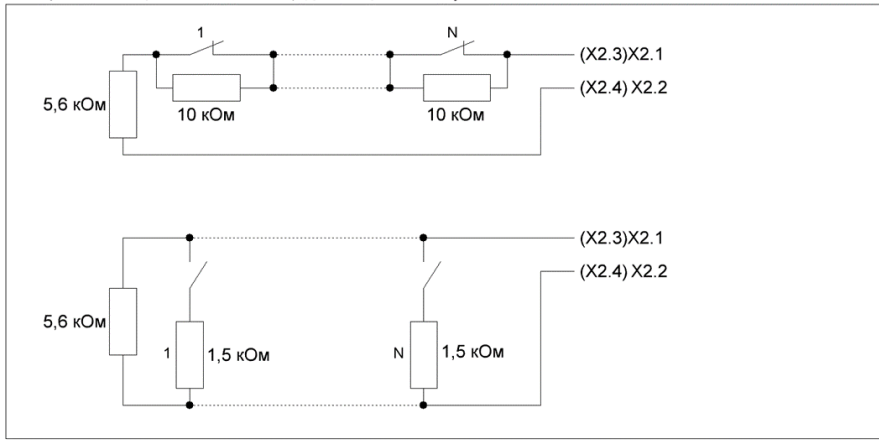 1
N
(X2.3)X2.1
(X2.4) X2.2
5,6 кОм
10 кОм
10 кОм
(X2.3)X2.1
(X2.4) X2.2
5,6 кОм
1
1,5 кОм
N
1,5 кОм